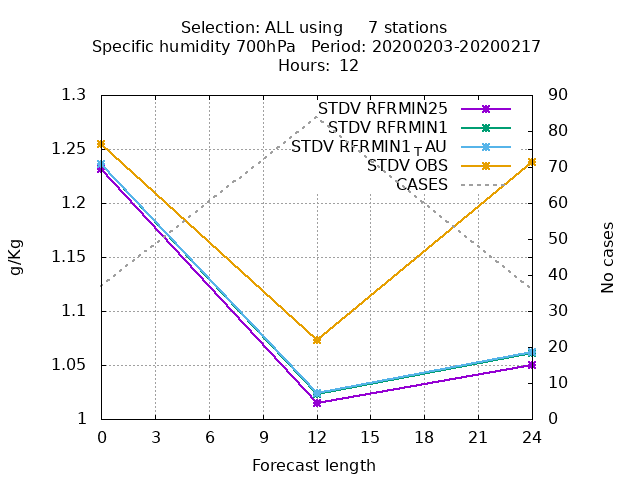 Selection: ALL using 7 stations
Specific humidity 700hPa Period: 20200203-20200217
Hours: 12
1.3
1.25
1.2
1.15
1.1
1.05
1
g/Kg
90
80
70
60
50
40
30
20
10
0
No cases
STDV RFRMIN25
STDV RFRMIN1
STDV RFRMIN1_TAU
STDV OBS
CASES
0 3 6 9 12 15 18 21 24
Forecast length